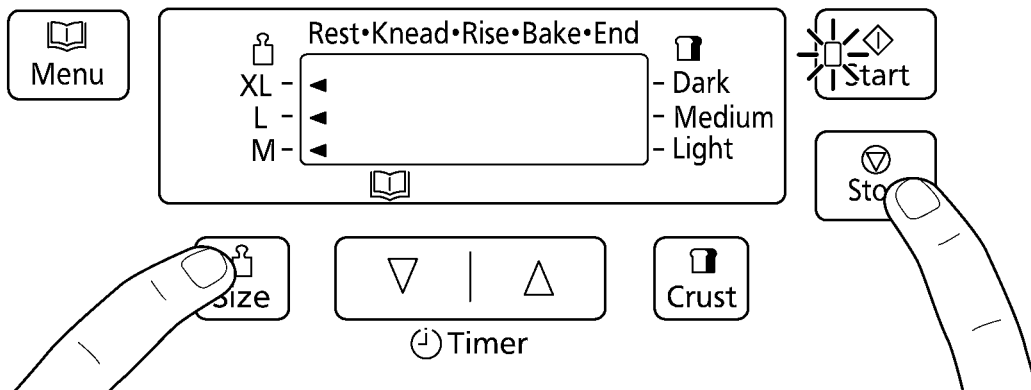 Menu
Rest•Knead•Rise•Bake•End
XL
L
M
Dark
Medium
Light
Start
Size
Timer
Crust